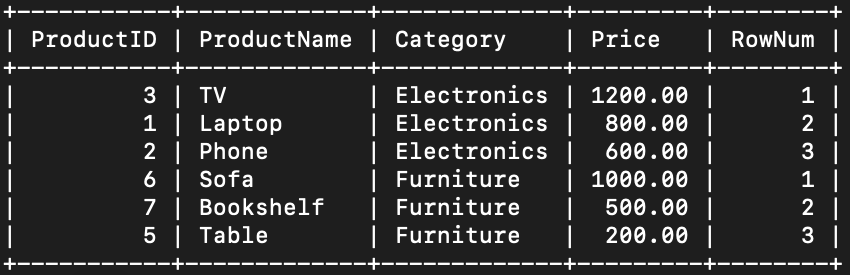 +-----------+-------------+-------------+---------+--------+
| ProductID | ProductName | Category    | Price   | RowNum |
+-----------+-------------+-------------+---------+--------+
|         3 | TV          | Electronics | 1200.00 |      1 |
|         1 | Laptop      | Electronics |  800.00 |      2 |
|         2 | Phone       | Electronics |  600.00 |      3 |
|         6 | Sofa        | Furniture   | 1000.00 |      1 |
|         7 | Bookshelf   | Furniture   |  500.00 |      2 |
|         5 | Table       | Furniture   |  200.00 |      3 |
+-----------+-------------+-------------+---------+--------+